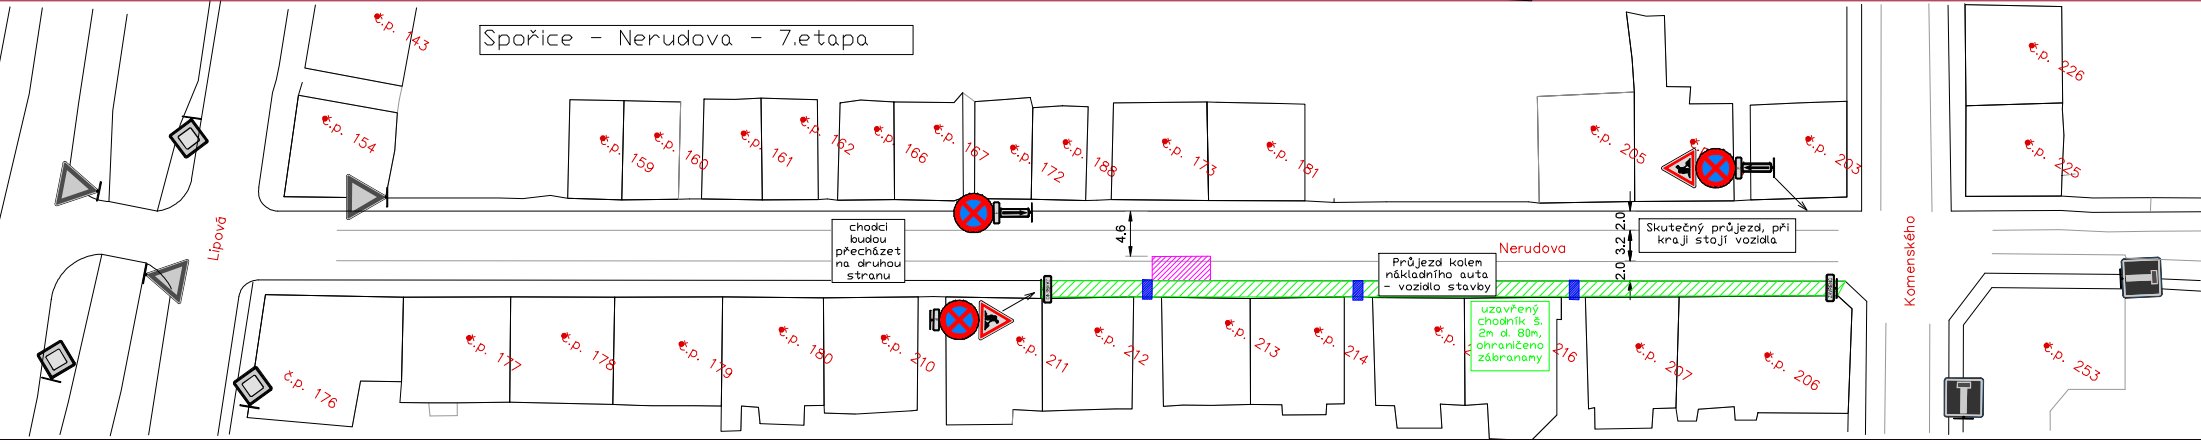 Spořice - Nerudova - 7.etapa
č.p. 143
č.p. 154
č.p. 159
č.p. 160
č.p. 161
č.p. 162
č.p. 166
č.p. 167
č.p. 172
č.p. 188
č.p. 173
č.p. 181
č.p. 205
č.p. 203
č.p. 226
č.p. 225
Lipová
chodci
budou
přecházet
na druhou
stranu
4.6
Průjezd kolem
nákladního auta
- vozidlo stavby
Nerudova
2.0
3.2
2.0
Skutečný průjezd, při
kraji stojí vozidla
Komenského
uzavřený
chodník š.
2m d. 80m,
ohraničeno
zábranamy
č.p. 176
č.p. 177
č.p. 178
č.p. 179
č.p. 180
č.p. 210
č.p. 211
č.p. 212
č.p. 213
č.p. 214
č.p.
216
č.p. 207
č.p. 206
č.p. 253